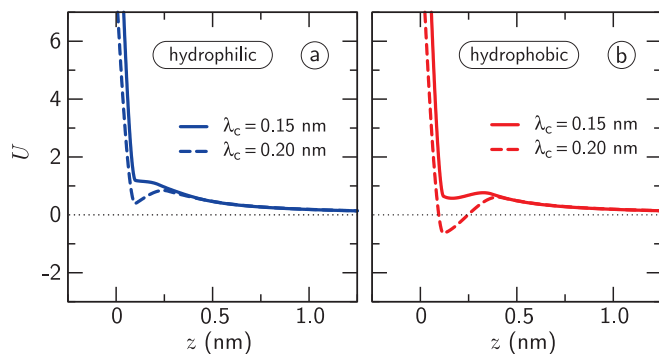 hydrophilic a
λc = 0.15 nm
λc = 0.20 nm
hydrophobic b
λc = 0.15 nm
λc = 0.20 nm
U
6
4
2
0
-2
0 0.5 1.0
z (nm)
0 0.5 1.0
z (nm)